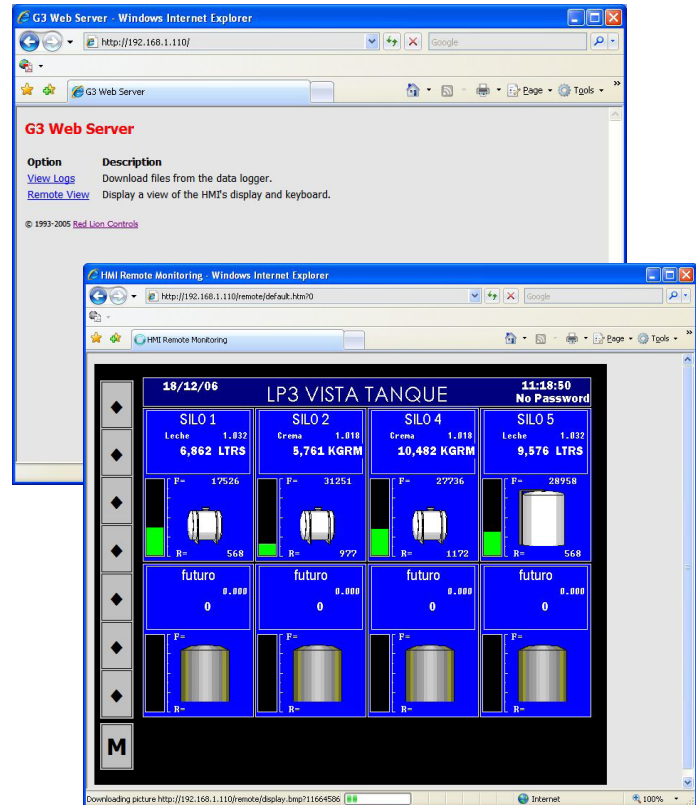 G3 Web Server - Windows Internet Explorer
http://192.168.1.110/
Google
G3 Web Server
Page
Tools
»
G3 Web Server
Option Description
View Logs Download files from the data logger.
Remote View Display a view of the HMI's display and keyboard.
© 1993-2005 Red Lion Controls
HMI Remote Monitoring - Windows Internet Explorer
http://192.168.1.110/remote/default.htm?0
Google
HMI Remote Monitoring
Page
Tools
»
18/12/06 LP3 VISTA TANQUE 11:18:50
No Password
SILO 1 SILO 2 SILO 4 SILO 5
Leche 1.032 Crema 1.018 Crema 1.018 Leche 1.032
6,862 LTRS 5,761 KGRM 10,482 KGRM 9,576 LTRS
F= 17526 F= 31251 F= 27736 F= 28958
R= 568 R= 977 R= 1172 R= 568
futuro futuro futuro futuro
0.000 0.000 0.000 0.000
0 0 0 0
F= F= F= F=
R= R= R= R=
M
Downloading picture http://192.168.1.110/remote/display.bmp?11664586 Internet 100%